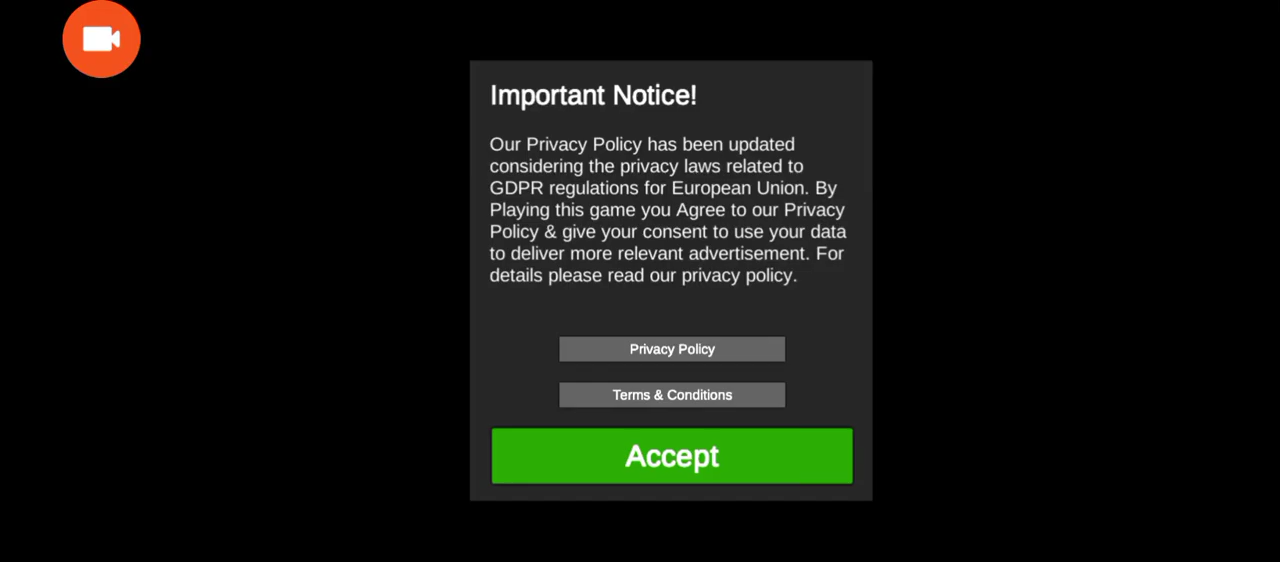 Important Notice!
Our Privacy Policy has been updated
considering the privacy laws related to
GDPR regulations for European Union. By
Playing this game you Agree to our Privacy
Policy & give your consent to use your data
to deliver more relevant advertisement. For
details please read our privacy policy.
Privacy Policy
Terms & Conditions
Accept